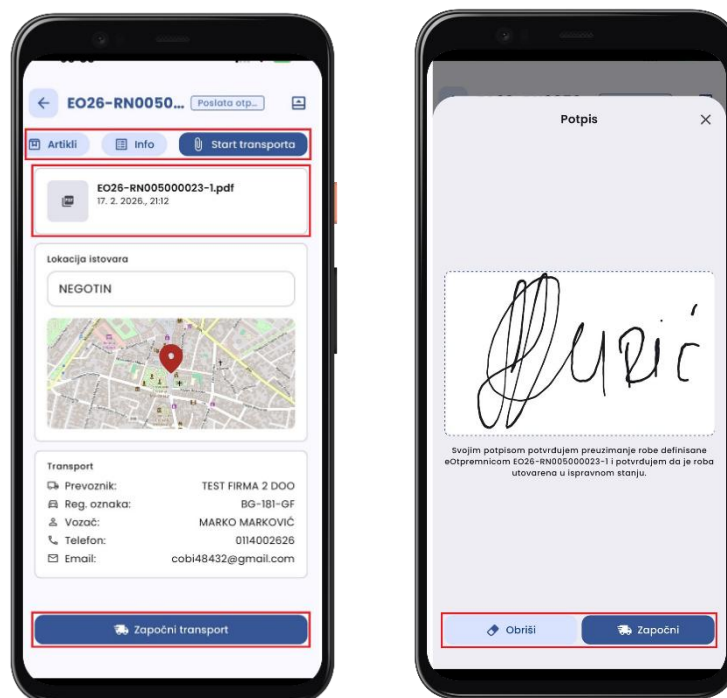 EO26-RN0050... Poslata otp...
Artikli Info Start transporta
EO26-RN005000023-1.pdf
17. 2. 2026., 21:12
Lokacija istovara
NEGOTIN
Transport
Prevoznik: TEST FIRMA 2 DOO
Reg. oznaka: BG-181-GF
Vozač: MARKO MARKOVIĆ
Telefon: 0114002626
Email: cobi48432@gmail.com
Započni transport
Potpis
Svojim potpisom potvrđujem preuzimanje robe definisane
eOtpremnicom EO26-RN005000023-1 i potvrđujem da je roba
utovarena u ispravnom stanju.
Obriši Započni